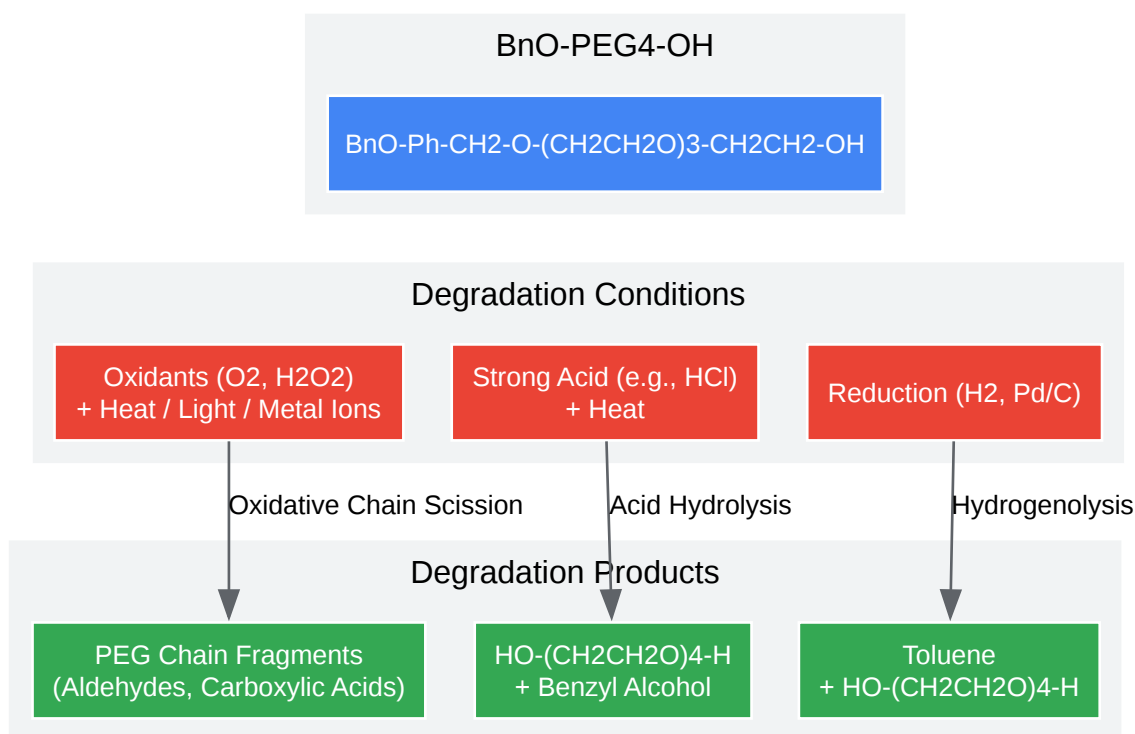 BnO-PEG4-OH
BnO-Ph-CH2-O-(CH2CH2O)3-CH2CH2-OH
Degradation Conditions
Oxidants (O2, H2O2)
+ Heat / Light / Metal Ions
Strong Acid (e.g., HCl)
+ Heat
Reduction (H2, Pd/C)
Oxidative Chain Scission
Acid Hydrolysis
Hydrogenolysis
Degradation Products
PEG Chain Fragments
(Aldehydes, Carboxylic Acids)
HO-(CH2CH2O)4-H
+ Benzyl Alcohol
Toluene
+ HO-(CH2CH2O)4-H